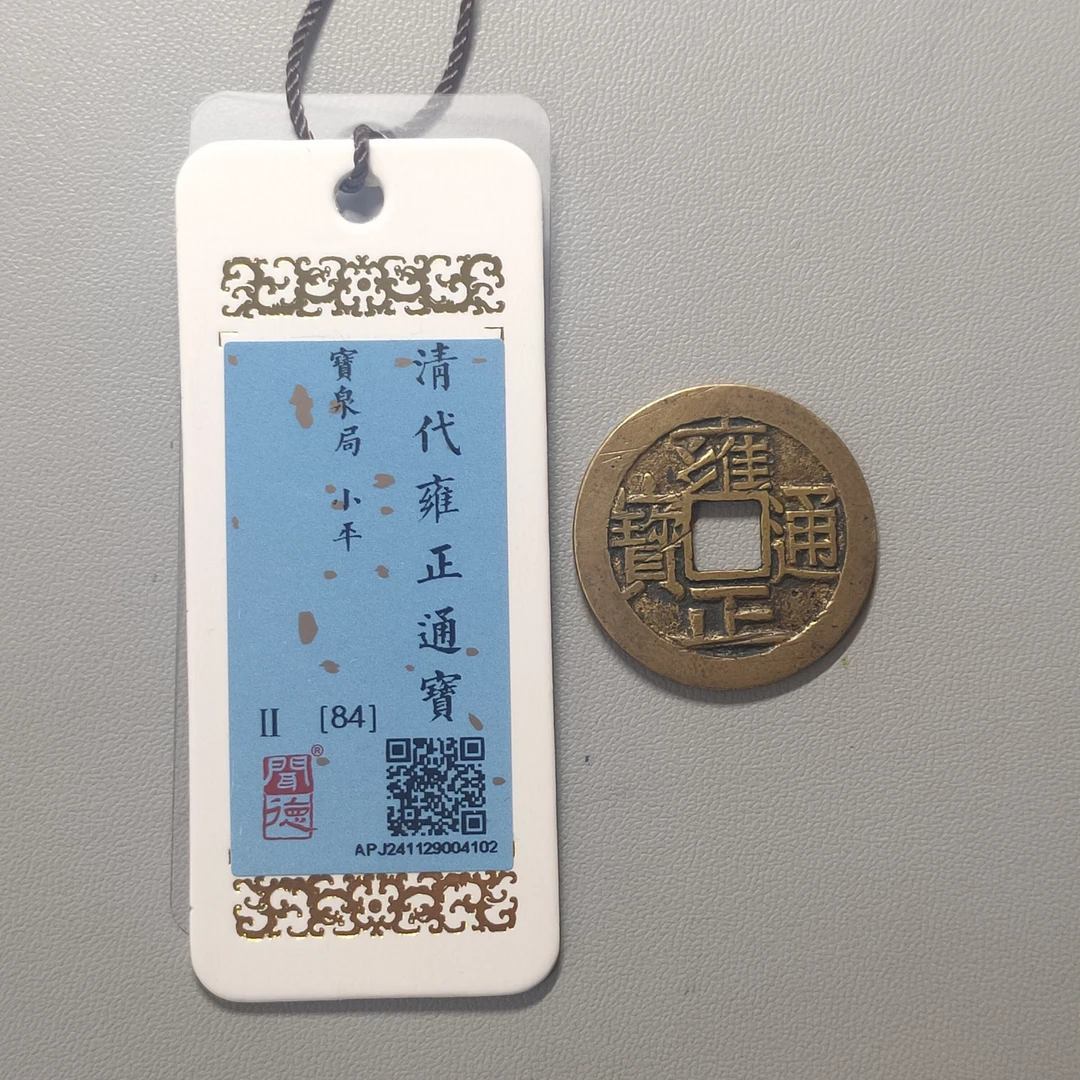 清代雍正通寶
寶泉局 小平
II [84]
聞德®
APJ241129004102
雍正通寶